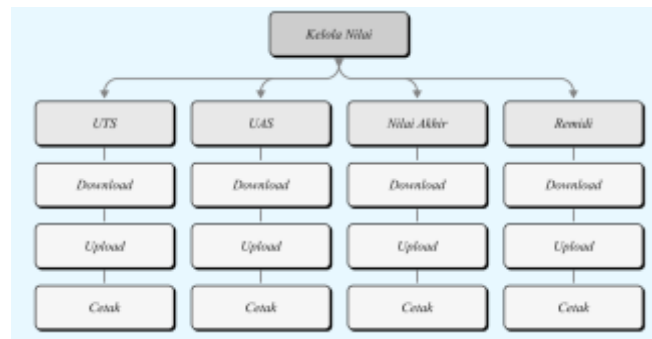 Kelola Nilai
UTS
UAS
Nilai Akhir
Remidi
Download
Download
Download
Download
Upload
Upload
Upload
Upload
Cetak
Cetak
Cetak
Cetak